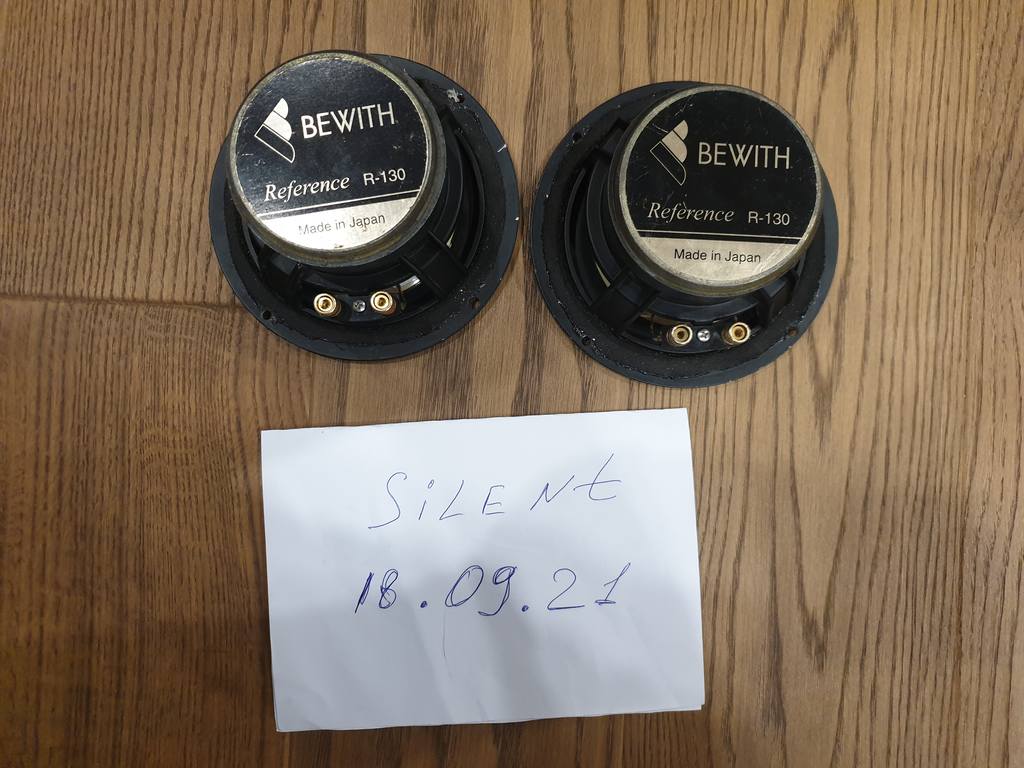 BEWITH
Reference R-130
Made in Japan
BEWITH
Reference R-130
Made in Japan
SiLENt
18.09.21